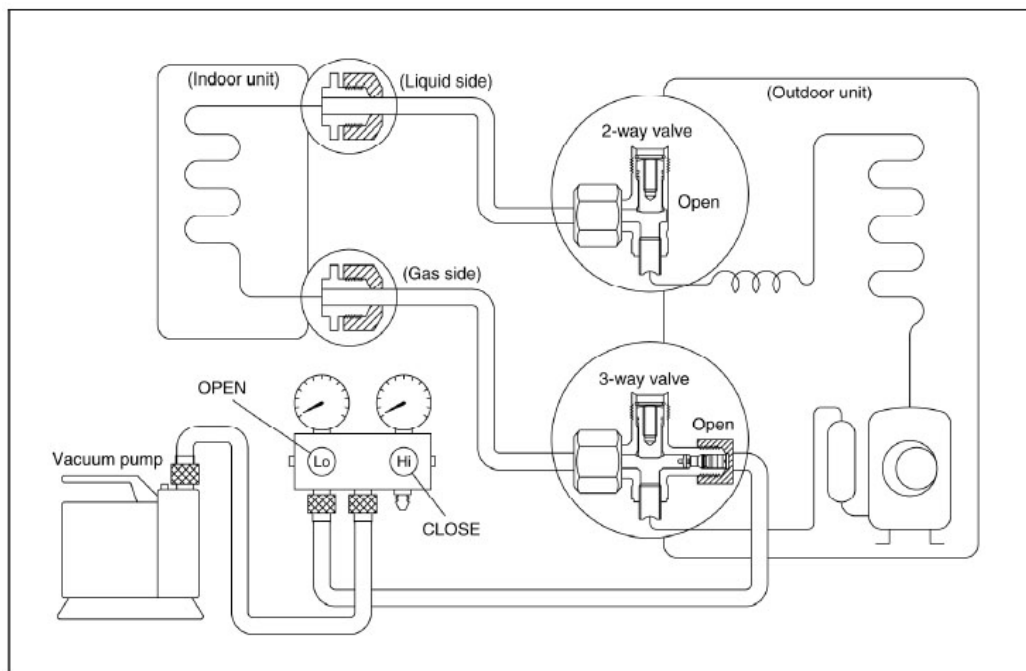 (Indoor unit)
(Liquid side)
(Outdoor unit)
2-way valve
Open
(Gas side)
3-way valve
Open
OPEN
Lo
Hi
Vacuum pump
CLOSE